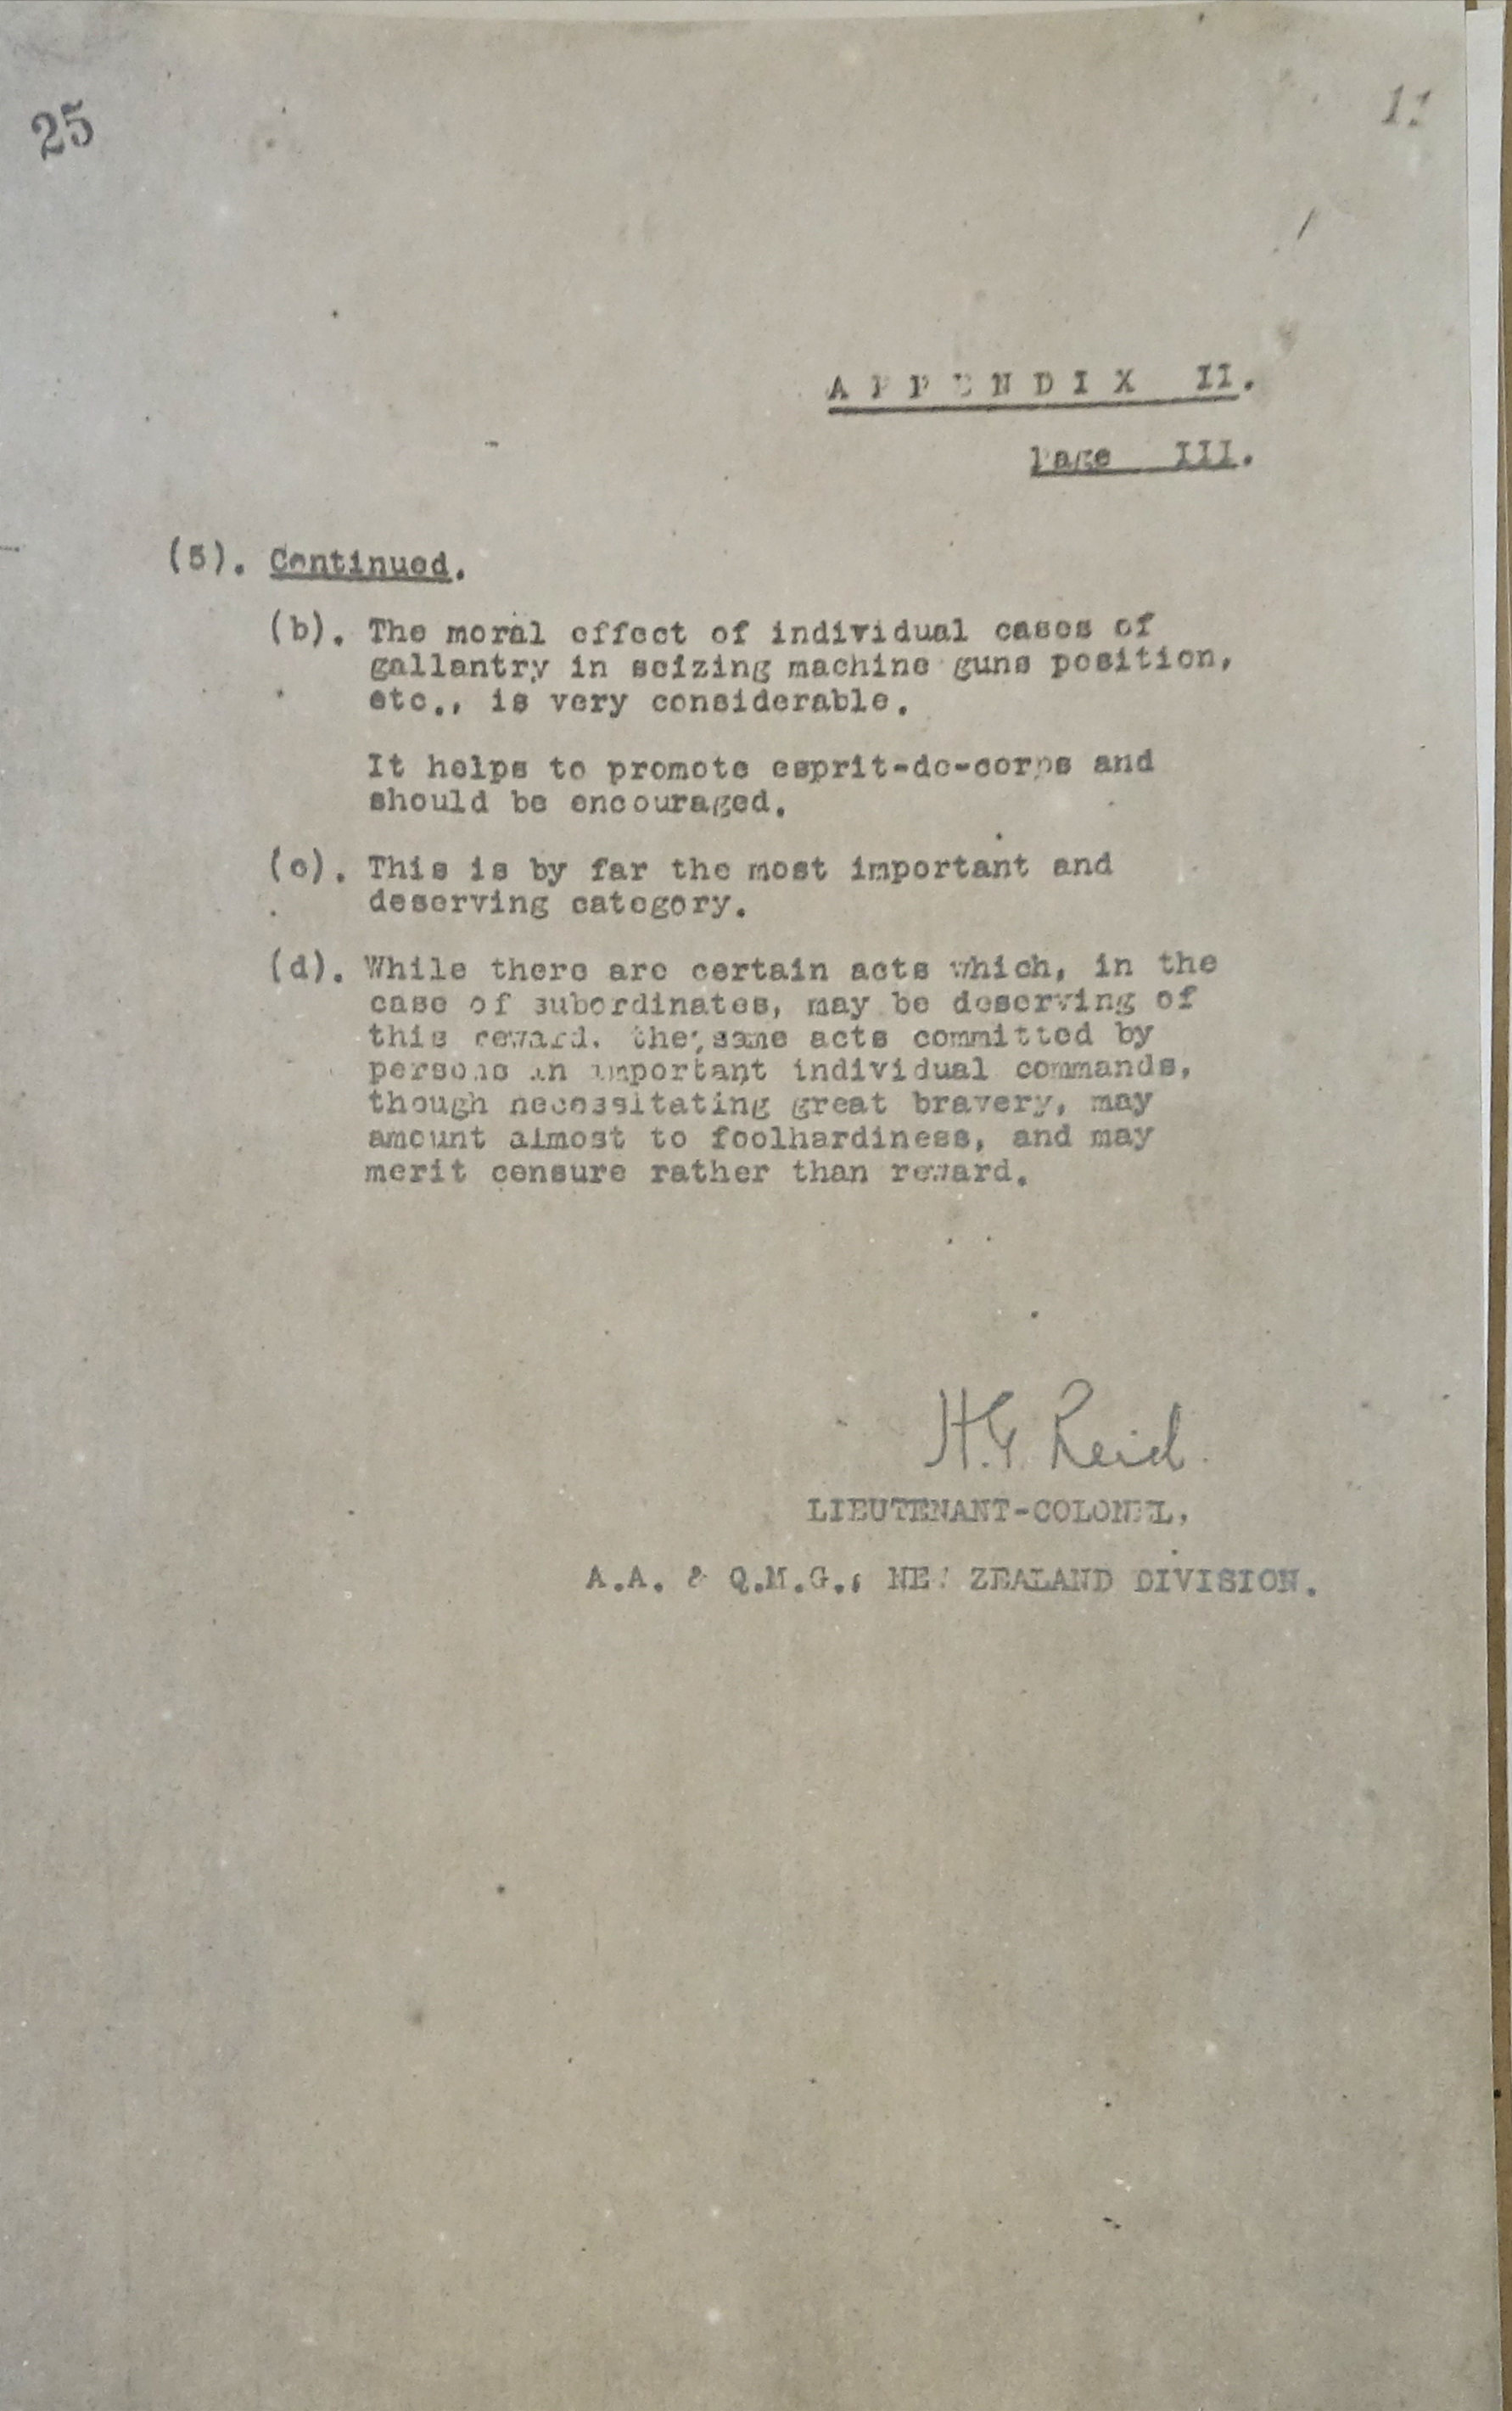 25
11
A P P E N D I X II.
Page III.
(5). Continued.
(b). The moral effect of individual cases of
gallantry in seizing machine guns position,
etc., is very considerable.
It helps to promote esprit-de-corps and
should be encouraged.
(c). This is by far the most important and
deserving category.
(d). While there are certain acts which, in the
case of subordinates, may be deserving of
this reward, the same acts committed by
persons in important individual commands,
though necessitating great bravery, may
amount almost to foolhardiness, and may
merit censure rather than reward.
H.G. Reid.
LIEUTENANT-COLONEL,
A.A. & Q.M.G., NEW ZEALAND DIVISION.